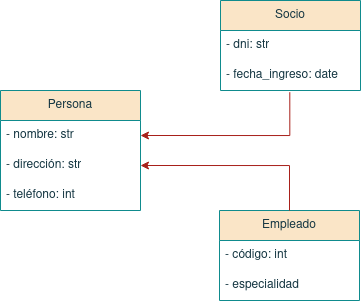 Socio
- dni: str
- fecha_ingreso: date
Persona
- nombre: str
- dirección: str
- teléfono: int
Empleado
- código: int
- especialidad